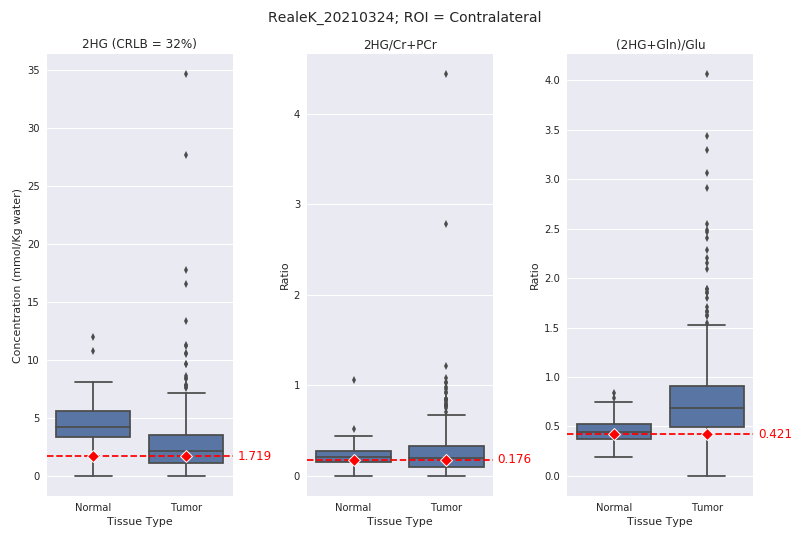 RealeK_20210324; ROI = Contralateral
2HG (CRLB = 32%)
2HG/Cr+PCr
(2HG+Gln)/Glu
Concentration (mmol/Kg water)
35
30
25
20
15
10
5
0
1.719
Normal
Tumor
Tissue Type
Ratio
4
3
2
1
0
0.176
Normal
Tumor
Tissue Type
Ratio
4.0
3.5
3.0
2.5
2.0
1.5
1.0
0.5
0.0
0.421
Normal
Tumor
Tissue Type